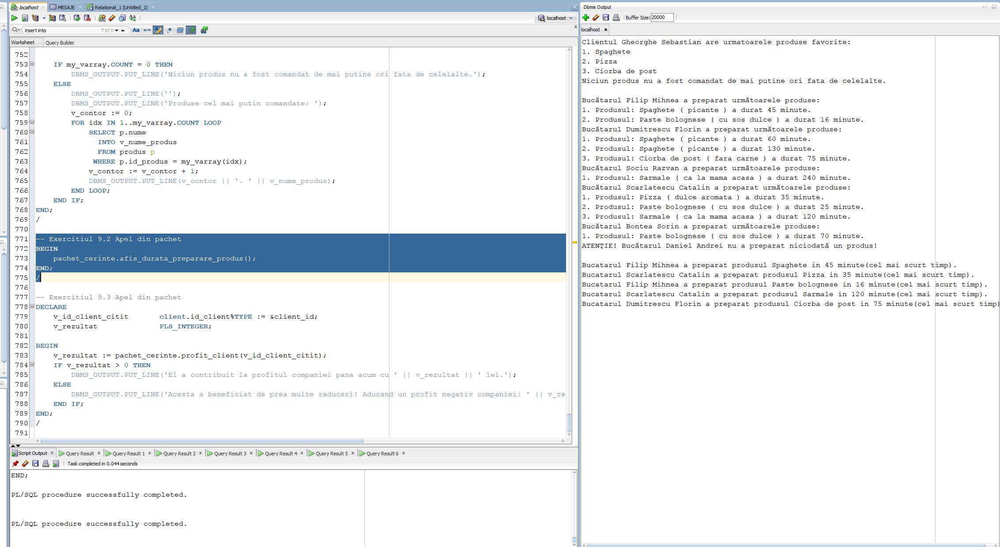 localhost
MESAJE
Relational_1 (Untitled_1)
localhost
insert into
7 of 8
Aa
Worksheet
Query Builder
752
753 IF my_varray.COUNT = 0 THEN
754 DBMS_OUTPUT.PUT_LINE('Niciun produs nu a fost comandat de mai putine ori fata de celelalte.');
755 ELSE
756 DBMS_OUTPUT.PUT_LINE('');
757 DBMS_OUTPUT.PUT_LINE('Produse cel mai putin comandate: ');
758 v_contor := 0;
759 FOR idx IN 1..my_varray.COUNT LOOP
760 SELECT p.nume
761 INTO v_nume_produs
762 FROM produs p
763 WHERE p.id_produs = my_varray(idx);
764 v_contor := v_contor + 1;
765 DBMS_OUTPUT.PUT_LINE(v_contor || '. ' || v_nume_produs);
766 END LOOP;
767 END IF;
768 END;
769 /
770
771 -- Exercitiul 9.2 Apel din pachet
772 BEGIN
773 pachet_cerinte.afis_durata_preparare_produs();
774 END;
775 /
776
777 -- Exercitiul 9.3 Apel din pachet
778 DECLARE
779 v_id_client_citit client.id_client%TYPE := &client_id;
780 v_rezultat PLS_INTEGER;
781
782 BEGIN
783 v_rezultat := pachet_cerinte.profit_client(v_id_client_citit);
784 IF v_rezultat > 0 THEN
785 DBMS_OUTPUT.PUT_LINE('El a contribuit la profitul companiei pana acum cu ' || v_rezultat || ' lei.');
786 ELSE
787 DBMS_OUTPUT.PUT_LINE('Acesta a beneficiat de prea multe reduceri! Aducand un profit negativ companiei: ' || v_re
788 END IF;
789 END;
790 /
791
Script Output
Query Result
Query Result 1
Query Result 2
Query Result 3
Query Result 4
Query Result 5
Query Result 6
Task completed in 0.044 seconds
END;
PL/SQL procedure successfully completed.
PL/SQL procedure successfully completed.
Dbms Output
Buffer Size: 20000
localhost
Clientul Gheorghe Sebastian are urmatoarele produse favorite:
1. Spaghete
2. Pizza
3. Ciorba de post
Niciun produs nu a fost comandat de mai putine ori fata de celelalte.
Bucătarul Filip Mihnea a preparat următoarele produse:
1. Produsul: Spaghete ( picante ) a durat 45 minute.
2. Produsul: Paste bolognese ( cu sos dulce ) a durat 16 minute.
Bucătarul Dumitrescu Florin a preparat următoarele produse:
1. Produsul: Spaghete ( picante ) a durat 60 minute.
2. Produsul: Spaghete ( picante ) a durat 130 minute.
3. Produsul: Ciorba de post ( fara carne ) a durat 75 minute.
Bucătarul Sociu Razvan a preparat următoarele produse:
1. Produsul: Sarmale ( ca la mama acasa ) a durat 240 minute.
Bucătarul Scarlatescu Catalin a preparat următoarele produse:
1. Produsul: Pizza ( dulce aromata ) a durat 35 minute.
2. Produsul: Paste bolognese ( cu sos dulce ) a durat 25 minute.
3. Produsul: Sarmale ( ca la mama acasa ) a durat 120 minute.
Bucătarul Bontea Sorin a preparat următoarele produse:
1. Produsul: Paste bolognese ( cu sos dulce ) a durat 70 minute.
ATENȚIE! Bucătarul Daniel Andrei nu a preparat niciodată un produs!
Bucatarul Filip Mihnea a preparat produsul Spaghete in 45 minute(cel mai scurt timp).
Bucatarul Scarlatescu Catalin a preparat produsul Pizza in 35 minute(cel mai scurt timp).
Bucatarul Filip Mihnea a preparat produsul Paste bolognese in 16 minute(cel mai scurt timp).
Bucatarul Scarlatescu Catalin a preparat produsul Sarmale in 120 minute(cel mai scurt timp).
Bucatarul Dumitrescu Florin a preparat produsul Ciorba de post in 75 minute(cel mai scurt timp)